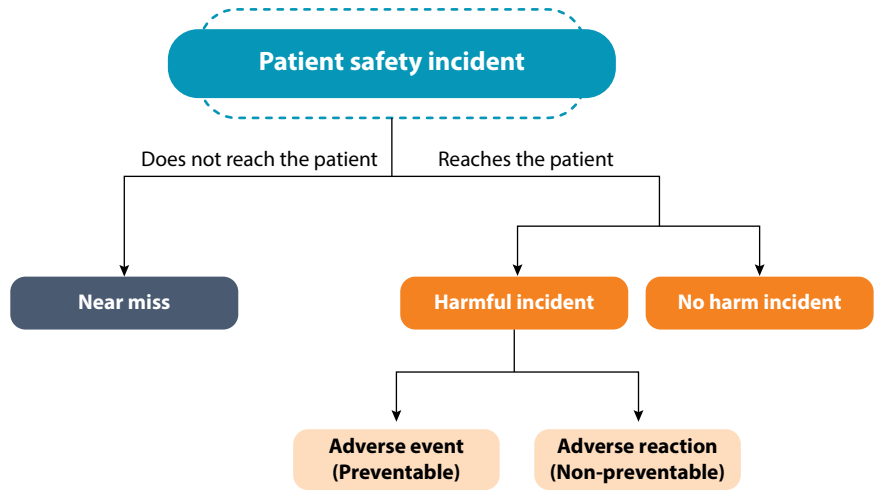 Patient safety incident
Does not reach the patient
Reaches the patient
Near miss
Harmful incident
No harm incident
Adverse event
(Preventable)
Adverse reaction
(Non-preventable)